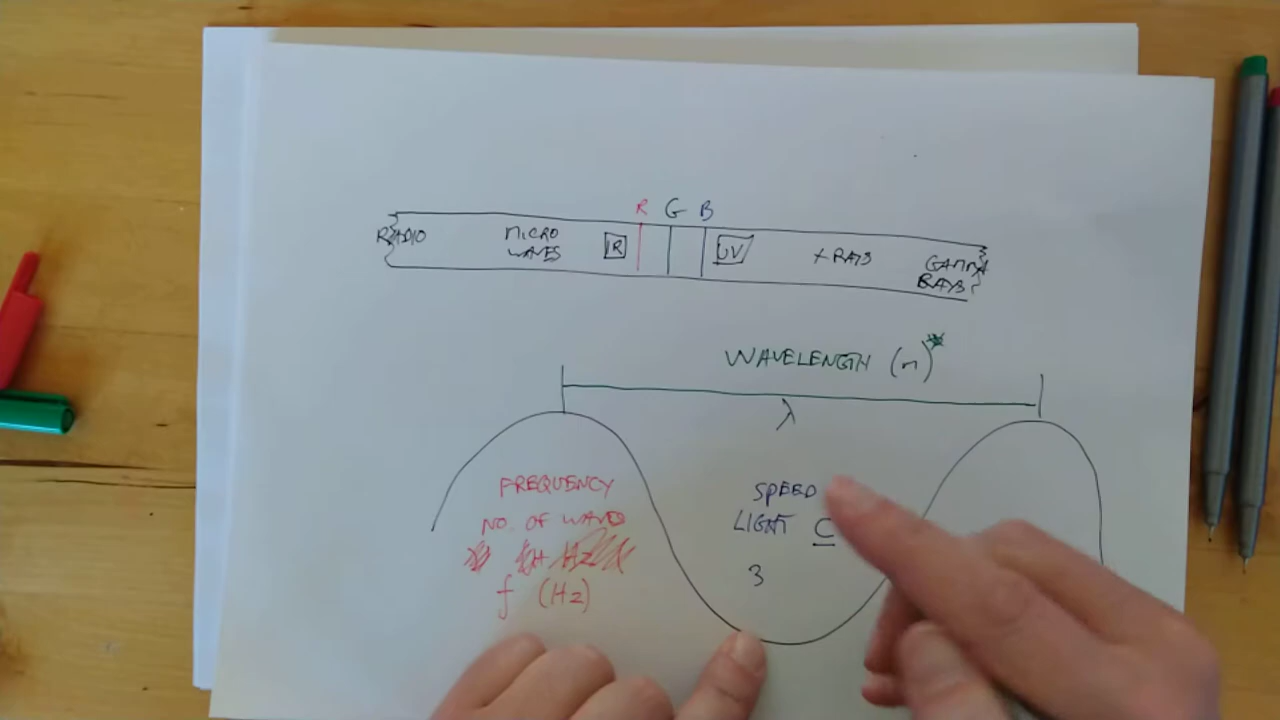 R G B
RADIO MICRO WAVES IR UV X RAYS GAMMA RAYS
WAVELENGTH (m)*
λ
FREQUENCY
NO. OF WAVES
f (Hz)
SPEED
LIGHT C
3